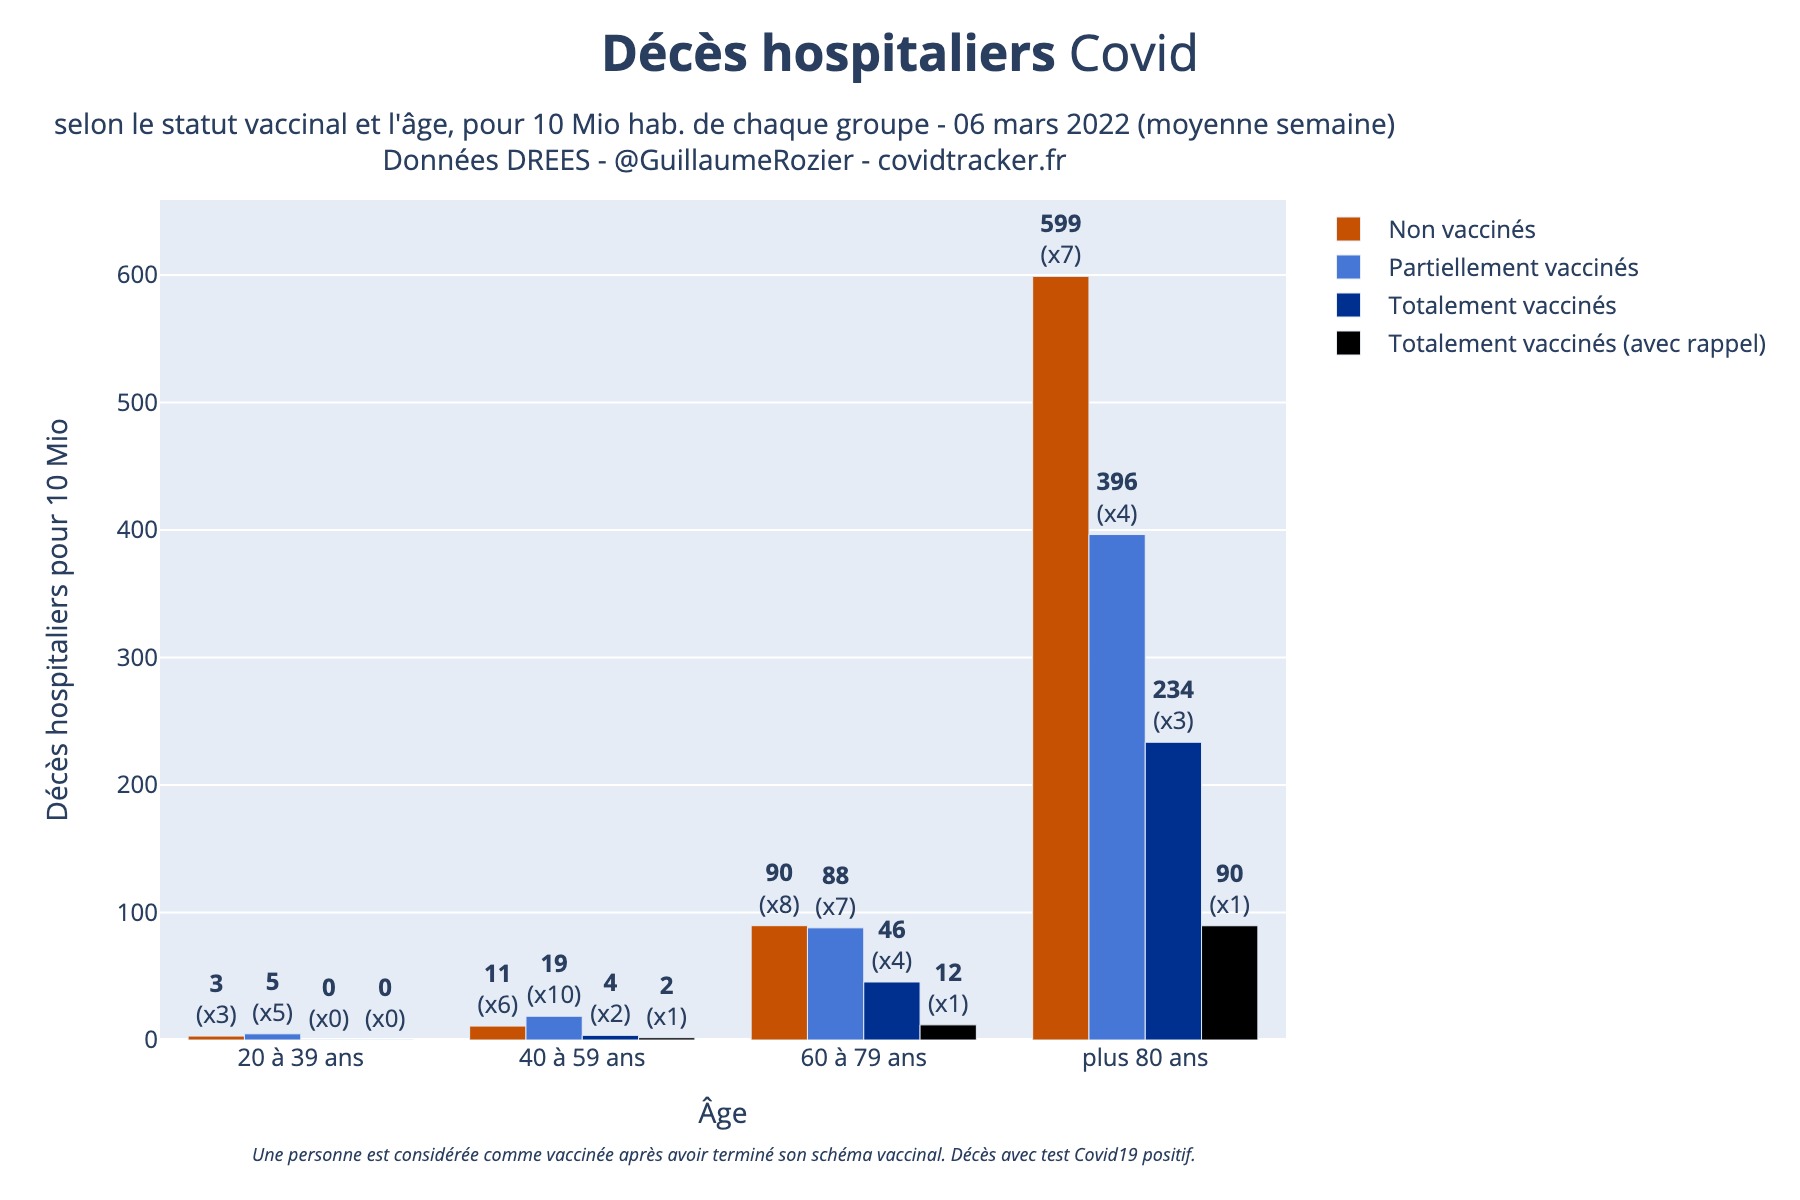 Décès hospitaliers Covid
selon le statut vaccinal et l'âge, pour 10 Mio hab. de chaque groupe - 06 mars 2022 (moyenne semaine)
Données DREES - @GuillaumeRozier - covidtracker.fr
Non vaccinés
Partiellement vaccinés
Totalement vaccinés
Totalement vaccinés (avec rappel)
Décès hospitaliers pour 10 Mio
600
500
400
300
200
100
0
3
(x3)
5
(x5)
0
(x0)
0
(x0)
11
(x6)
19
(x10)
4
(x2)
2
(x1)
90
(x8)
88
(x7)
46
(x4)
12
(x1)
599
(x7)
396
(x4)
234
(x3)
90
(x1)
20 à 39 ans
40 à 59 ans
60 à 79 ans
plus 80 ans
Âge
Une personne est considérée comme vaccinée après avoir terminé son schéma vaccinal. Décès avec test Covid19 positif.